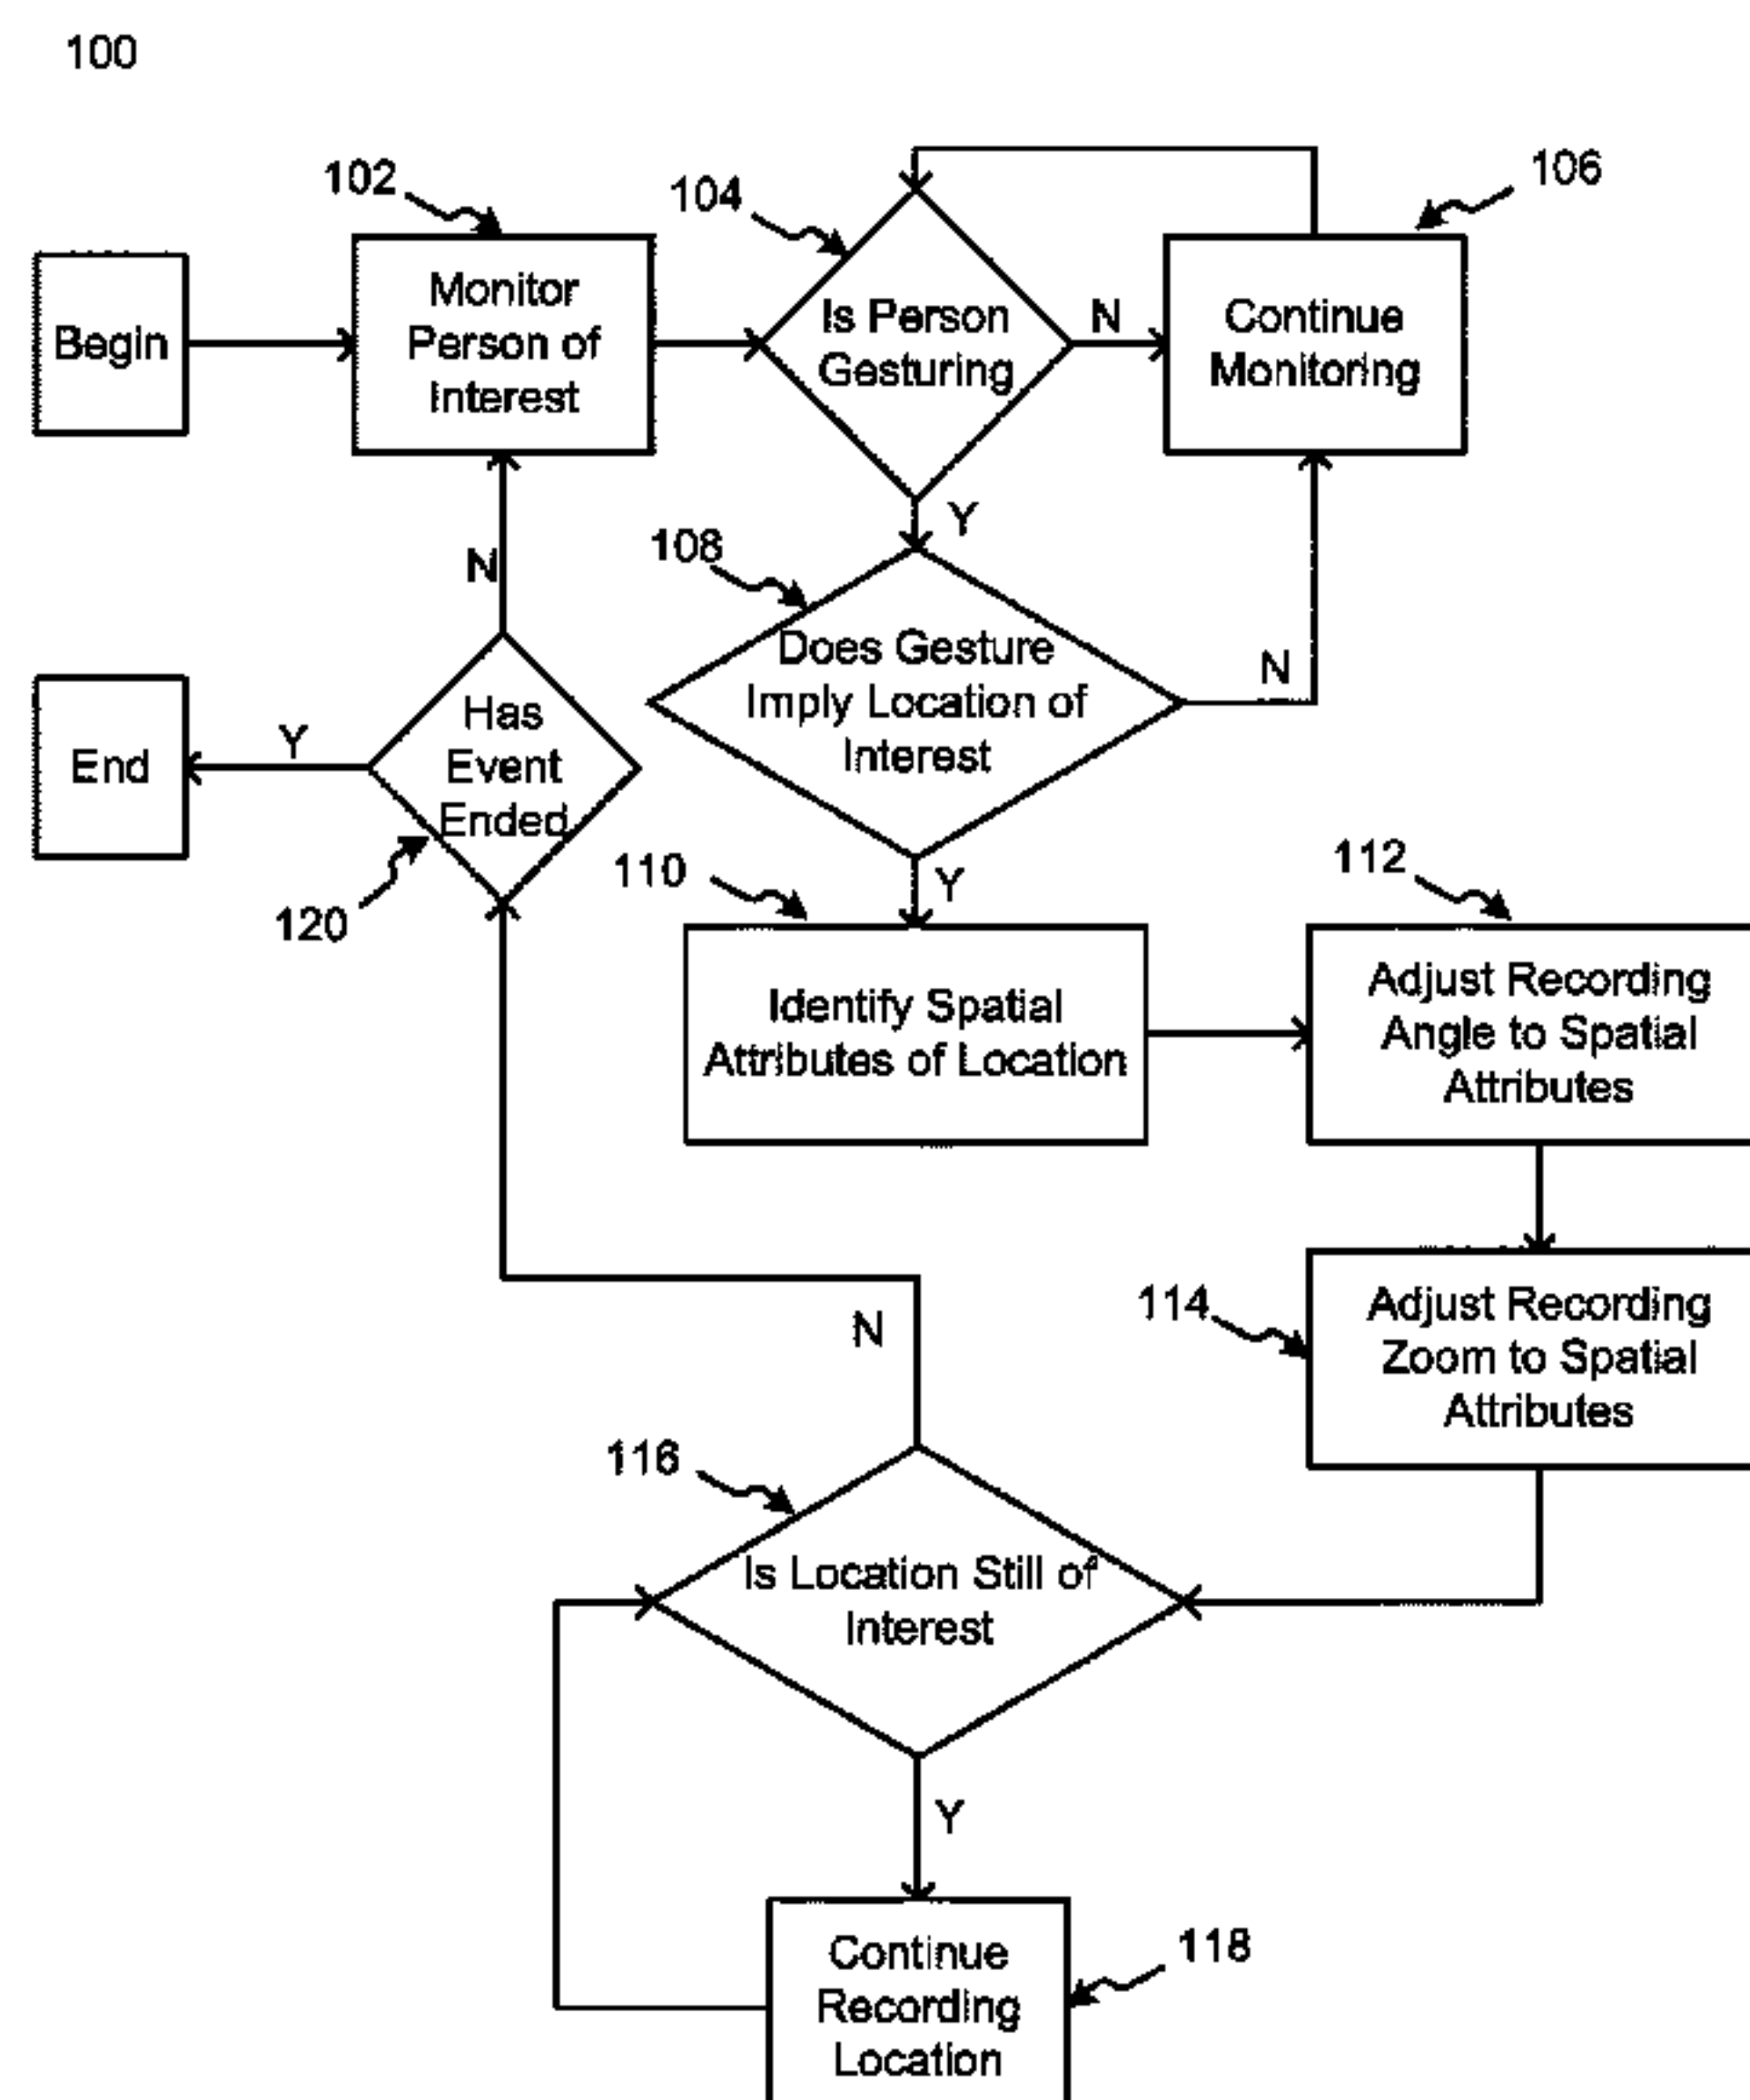 100
102
104
106
Begin
Monitor
Person of
Interest
Is Person
Gesturing
N
Continue
Monitoring
Y
108
N
Does Gesture
Imply Location of
Interest
N
End
Y
Has
Event
Ended
120
110
Y
112
Identify Spatial
Attributes of Location
Adjust Recording
Angle to Spatial
Attributes
N
114
Adjust Recording
Zoom to Spatial
Attributes
116
Is Location Still of
Interest
Y
118
Continue
Recording
Location